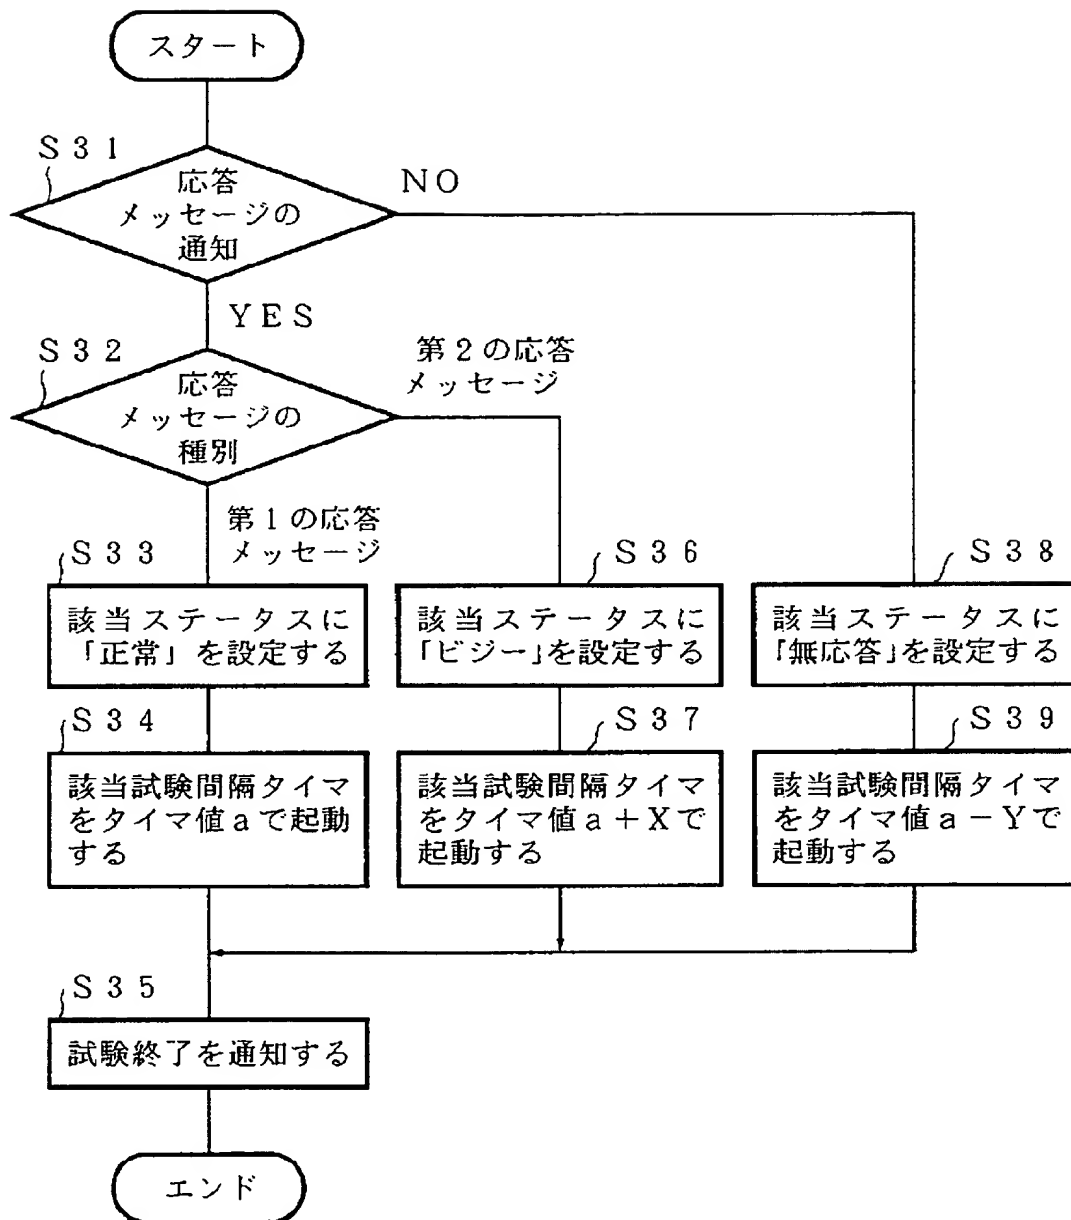 スタート
S31
応答
メッセージの
通知
NO
YES
S32
応答
メッセージの
種別
第2の応答
メッセージ
第1の応答
メッセージ
S33
該当ステータスに
「正常」を設定する
S34
該当試験間隔タイマ
をタイマ値aで起動
する
S36
該当ステータスに
「ビジー」を設定する
S37
該当試験間隔タイマ
をタイマ値a+Xで
起動する
S38
該当ステータスに
「無応答」を設定する
S39
該当試験間隔タイマ
をタイマ値a-Yで
起動する
S35
試験終了を通知する
エンド